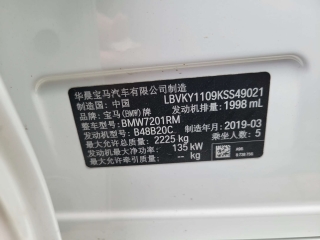 华晨宝马汽车有限公司制造
制造国：中国 LBVKY1109KSS49021
品牌：宝马(BMW)牌 发动机排量：1998 mL
整车型号：BMW7201RM
发动机型号：B48B20C 制造年月：2019-03
最大允许总质量：2225 kg 乘坐人数：5
发动机最大净功率：135 kW
最大允许牵引质量：-- kg